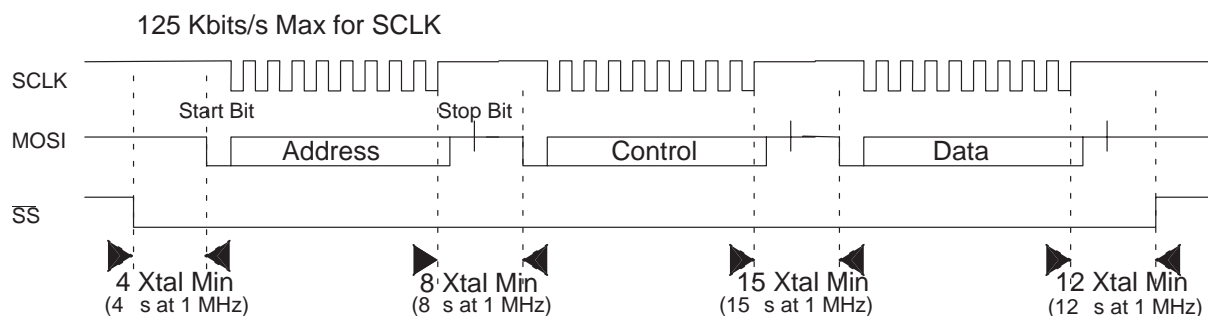 125 Kbits/s Max for SCLK
SCLK
Start Bit
Stop Bit
MOSI
Address
Control
Data
SS
4 Xtal Min
(4 s at 1 MHz)
8 Xtal Min
(8 s at 1 MHz)
15 Xtal Min
(15 s at 1 MHz)
12 Xtal Min
(12 s at 1 MHz)